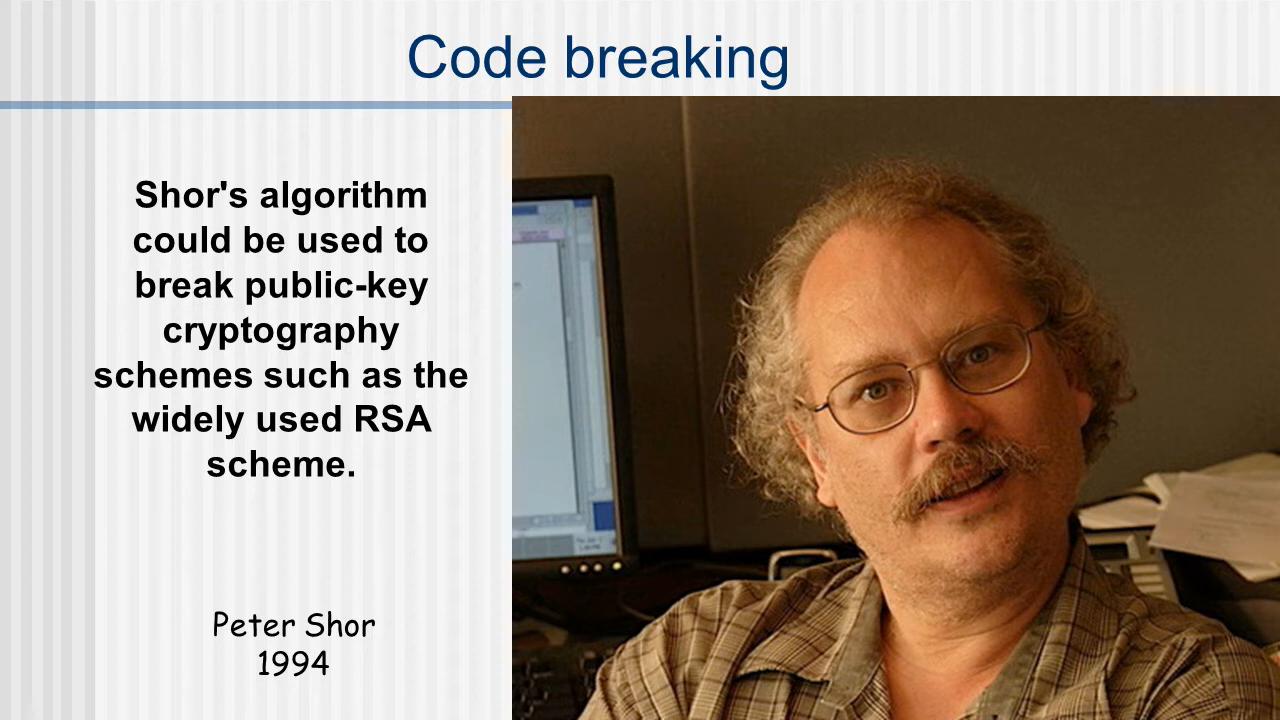 Code breaking
Shor's algorithm
could be used to
break public-key
cryptography
schemes such as the
widely used RSA
scheme.
Peter Shor
1994